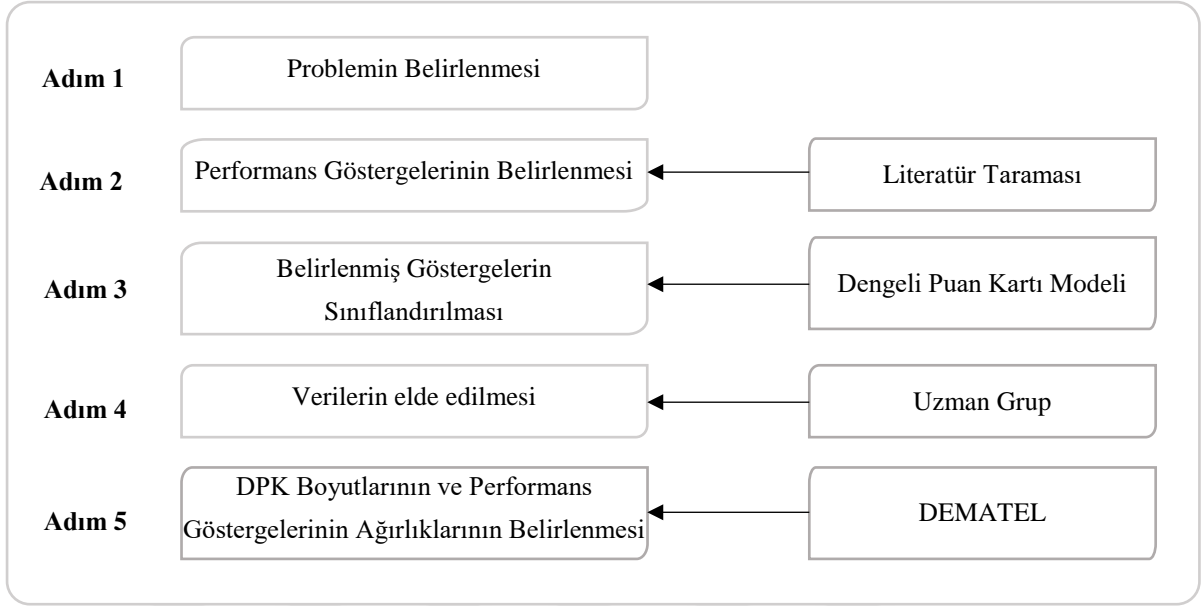 Adım 1
Problemin Belirlenmesi
Adım 2
Performans Göstergelerinin Belirlenmesi
Literatür Taraması
Adım 3
Belirlenmiş Göstergelerin
Sınıflandırılması
Dengeli Puan Kartı Modeli
Adım 4
Verilerin elde edilmesi
Uzman Grup
Adım 5
DPK Boyutlarının ve Performans
Göstergelerinin Ağırlıklarının Belirlenmesi
DEMATEL